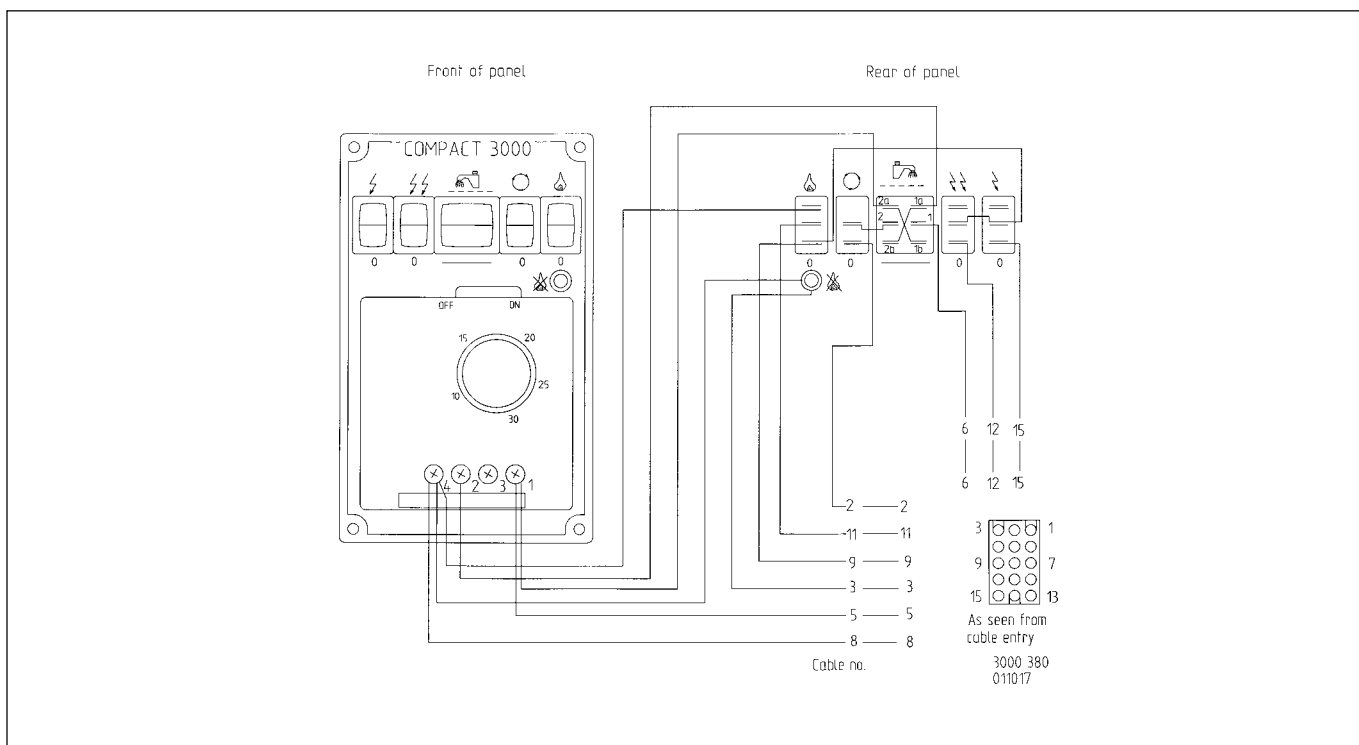 Front of panel
Rear of panel
COMPACT 3000
2a 1a
2 1
2b 1b
0 0 0 0
0 0 0 0
OFF ON
15 20
10 25
30
4 2 3 1
6 12 15
6 12 15
2 2
11 11
9 9
3 3
5 5
8 8
Cable no.
3 1
9 7
15 13
As seen from
cable entry
3000 380
011017